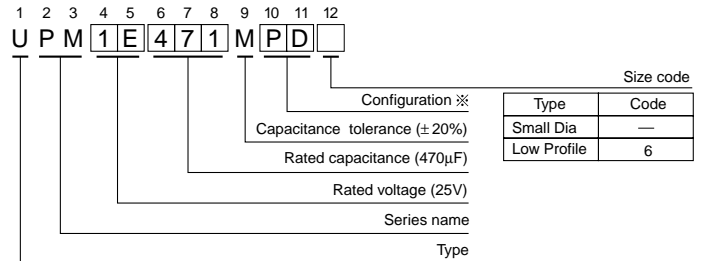 1 2 3 4 5 6 7 8 9 10 11 12
U P M 1 E 4 7 1 M P D
Size code
Configuration ※
Type Code
Capacitance tolerance (±20%)
Small Dia —
Low Profile 6
Rated capacitance (470µF)
Rated voltage (25V)
Series name
Type